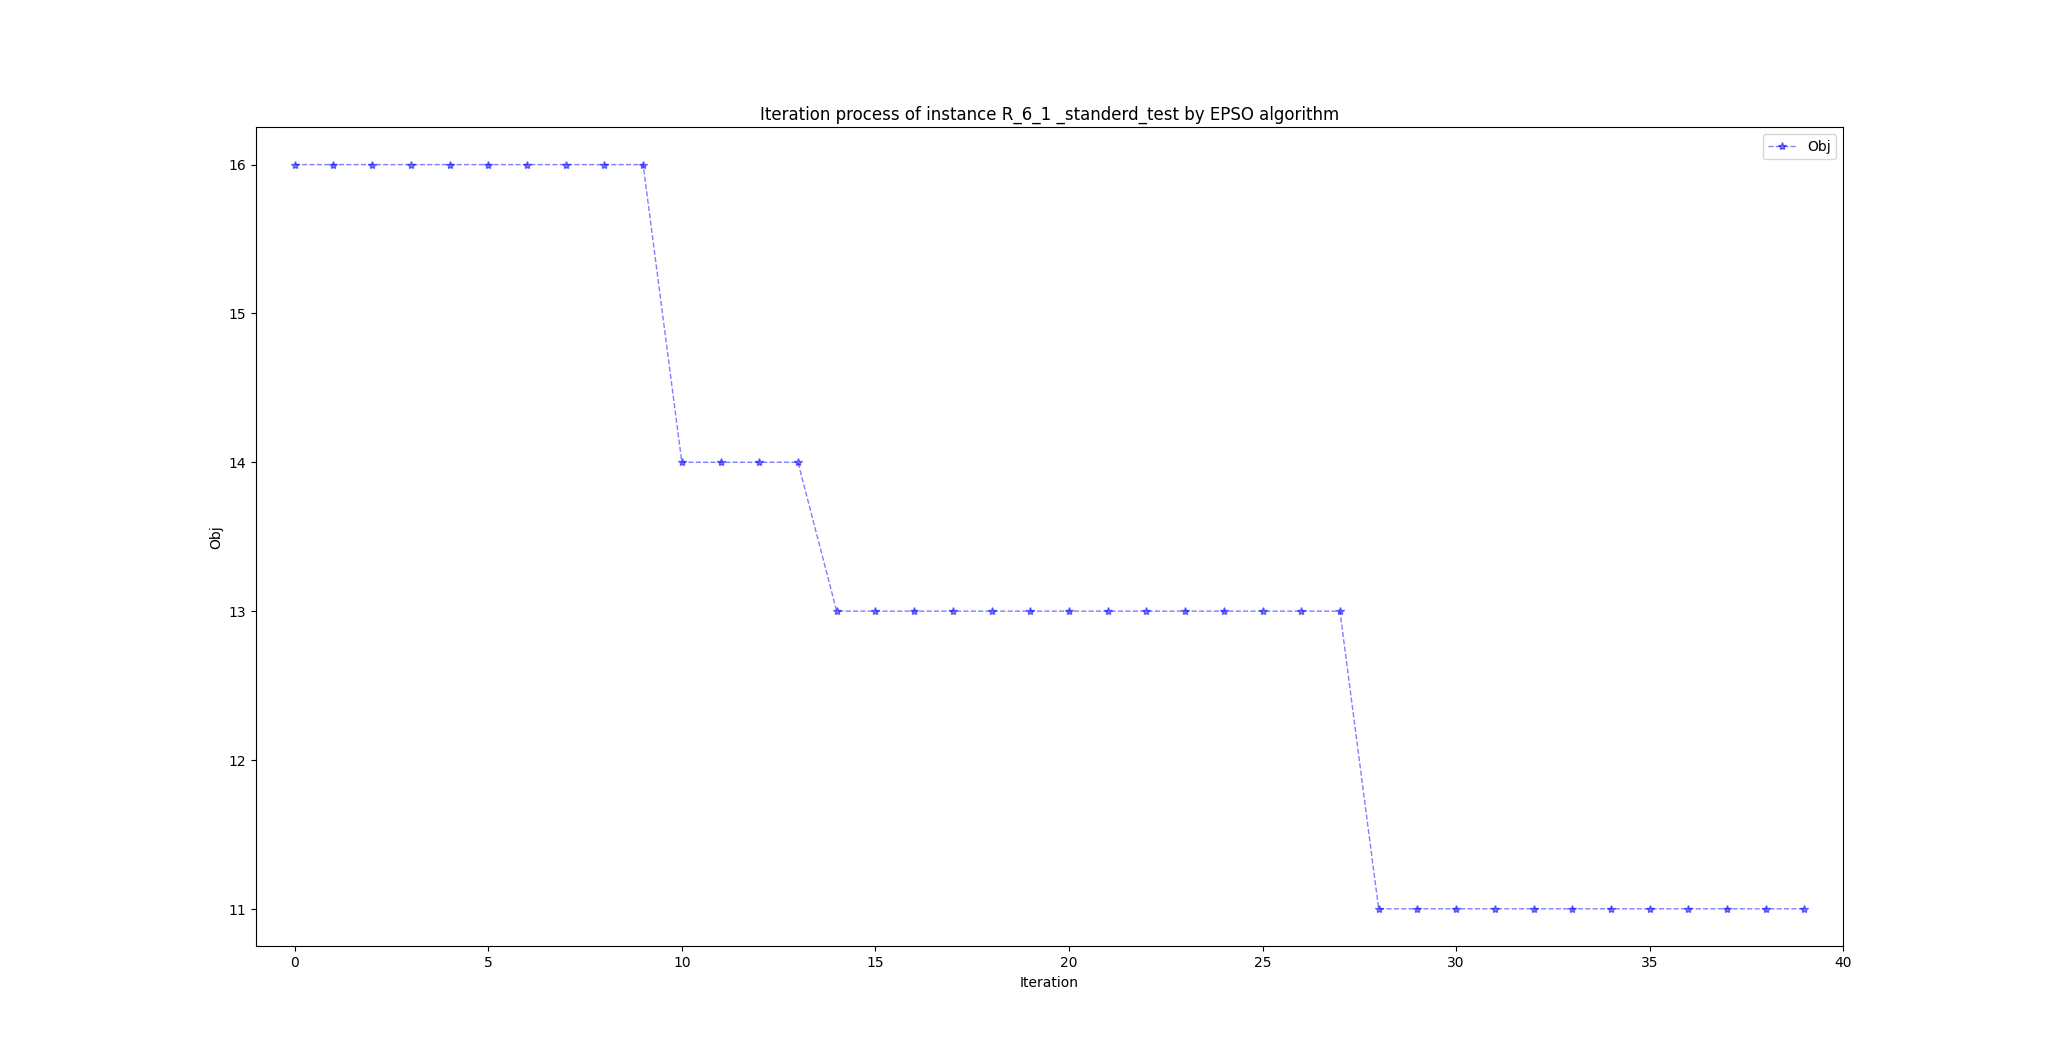 Iteration process of instance R_6_1 _standerd_test by EPSO algorithm
Obj
16
15
14
13
12
11
Obj
0 5 10 15 20 25 30 35 40
Iteration